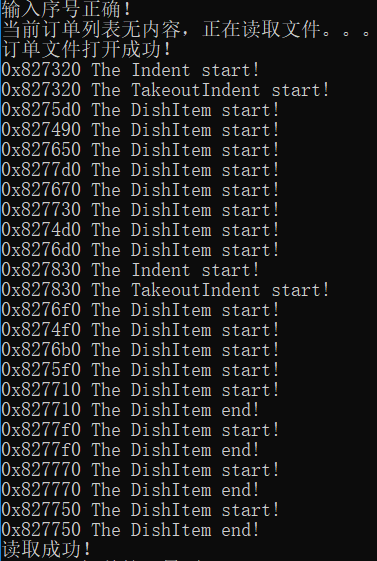 输入序号正确！
当前订单列表无内容，正在读取文件。。。
订单文件打开成功！
0x827320 The Indent start!
0x827320 The TakeoutIndent start!
0x8275d0 The DishItem start!
0x827490 The DishItem start!
0x827650 The DishItem start!
0x8277d0 The DishItem start!
0x827670 The DishItem start!
0x827730 The DishItem start!
0x8274d0 The DishItem start!
0x8276d0 The DishItem start!
0x827830 The Indent start!
0x827830 The TakeoutIndent start!
0x8276f0 The DishItem start!
0x8274f0 The DishItem start!
0x8276b0 The DishItem start!
0x8275f0 The DishItem start!
0x827710 The DishItem start!
0x827710 The DishItem end!
0x8277f0 The DishItem start!
0x8277f0 The DishItem end!
0x827770 The DishItem start!
0x827770 The DishItem end!
0x827750 The DishItem start!
0x827750 The DishItem end!
读取成功！